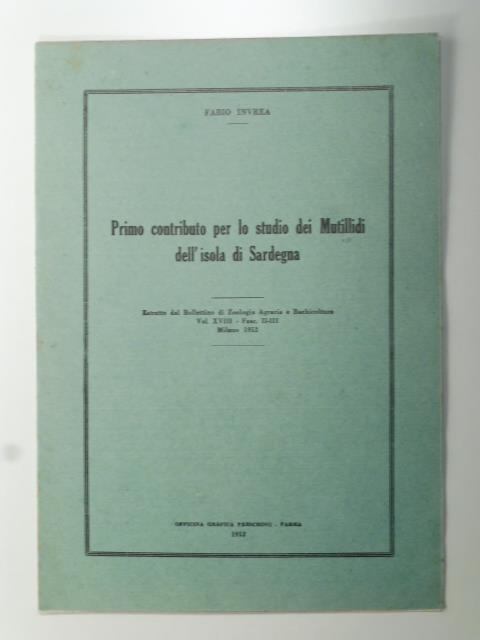 FABIO INVREA
Primo contributo per lo studio dei Mutillidi
dell'isola di Sardegna
Estratto dal Bollettino di Zoologia Agraria e Bachicoltura
Vol. XVIII - Fasc. II-III
Milano 1952
OFFICINA GRAFICA FRESCHING - PARMA
1952